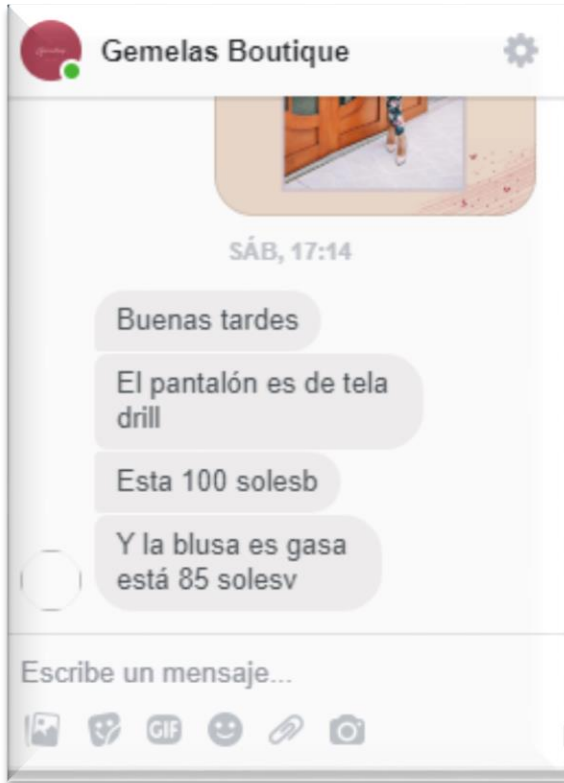 Gemelas Boutique
SÁB, 17:14
Buenas tardes
El pantalón es de tela
drill
Esta 100 solesb
Y la blusa es gasa
está 85 solesv
Escribe un mensaje...
GIF